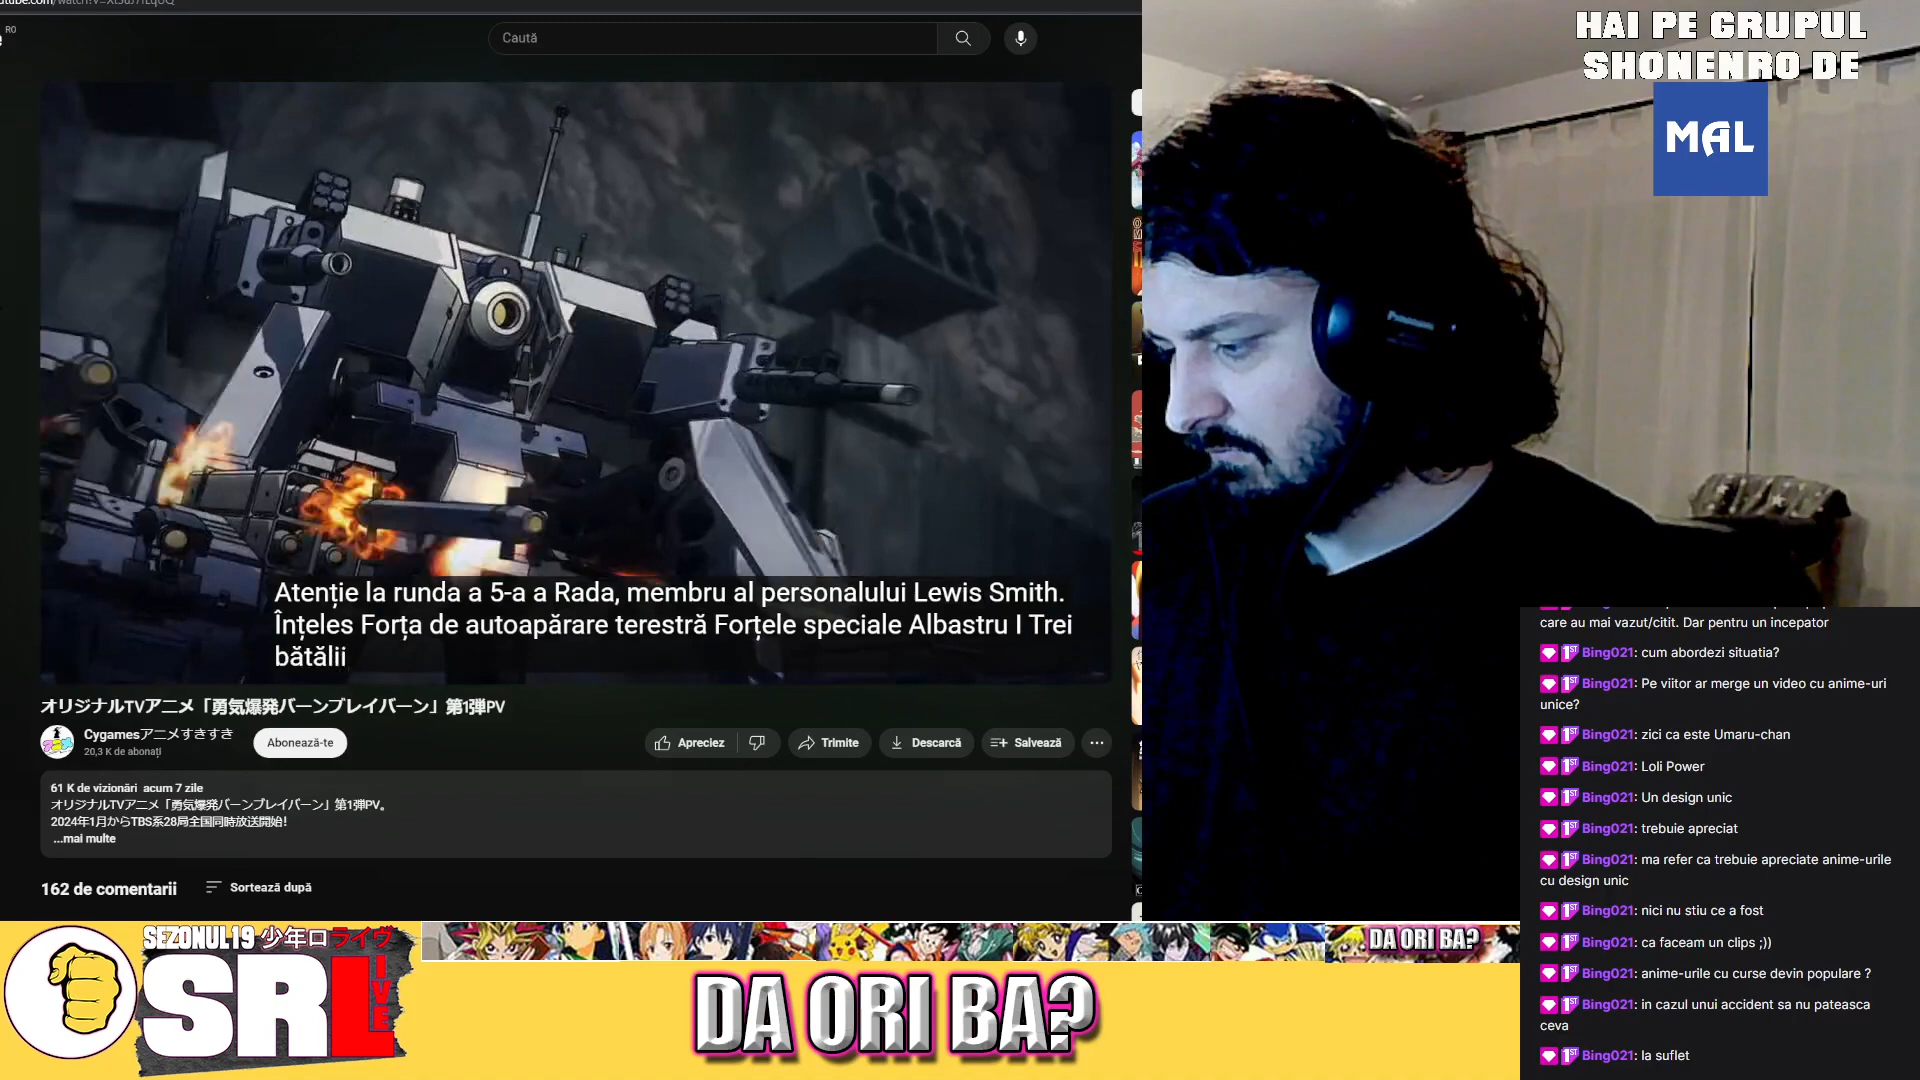 RO
Caută
HAI PE GRUPUL
SHONENRO DE
MAL
Panasonic
Atenție la runda a 5-a a Rada, membru al personalului Lewis Smith.
Înțeles Forța de autoapărare terestră Forțele speciale Albastru I Trei
bătălii
オリジナルTVアニメ「勇気爆発バーンブレイバーン」第1弾PV
Cygamesアニメすきすき
20,3 K de abonați
Abonează-te
Apreciez
Trimite
Descarcă
Salvează
61 K de vizionări acum 7 zile
オリジナルTVアニメ「勇気爆発バーンブレイバーン」第1弾PV。
2024年1月からTBS系28局全国同時放送開始!
...mai multe
162 de comentarii
Sortează după
care au mai vazut/citit. Dar pentru un incepator
Bing021: cum abordezi situatia?
Bing021: Pe viitor ar merge un video cu anime-uri
unice?
Bing021: zici ca este Umaru-chan
Bing021: Loli Power
Bing021: Un design unic
Bing021: trebuie apreciat
Bing021: ma refer ca trebuie apreciate anime-urile
cu design unic
Bing021: nici nu stiu ce a fost
Bing021: ca faceam un clips ;))
Bing021: anime-urile cu curse devin populare ?
Bing021: in cazul unui accident sa nu pateasca
ceva
Bing021: la suflet
SEZONUL19 少年ロライヴ
SRL
LIVE
DA ORI BA?
DA ORI BA?